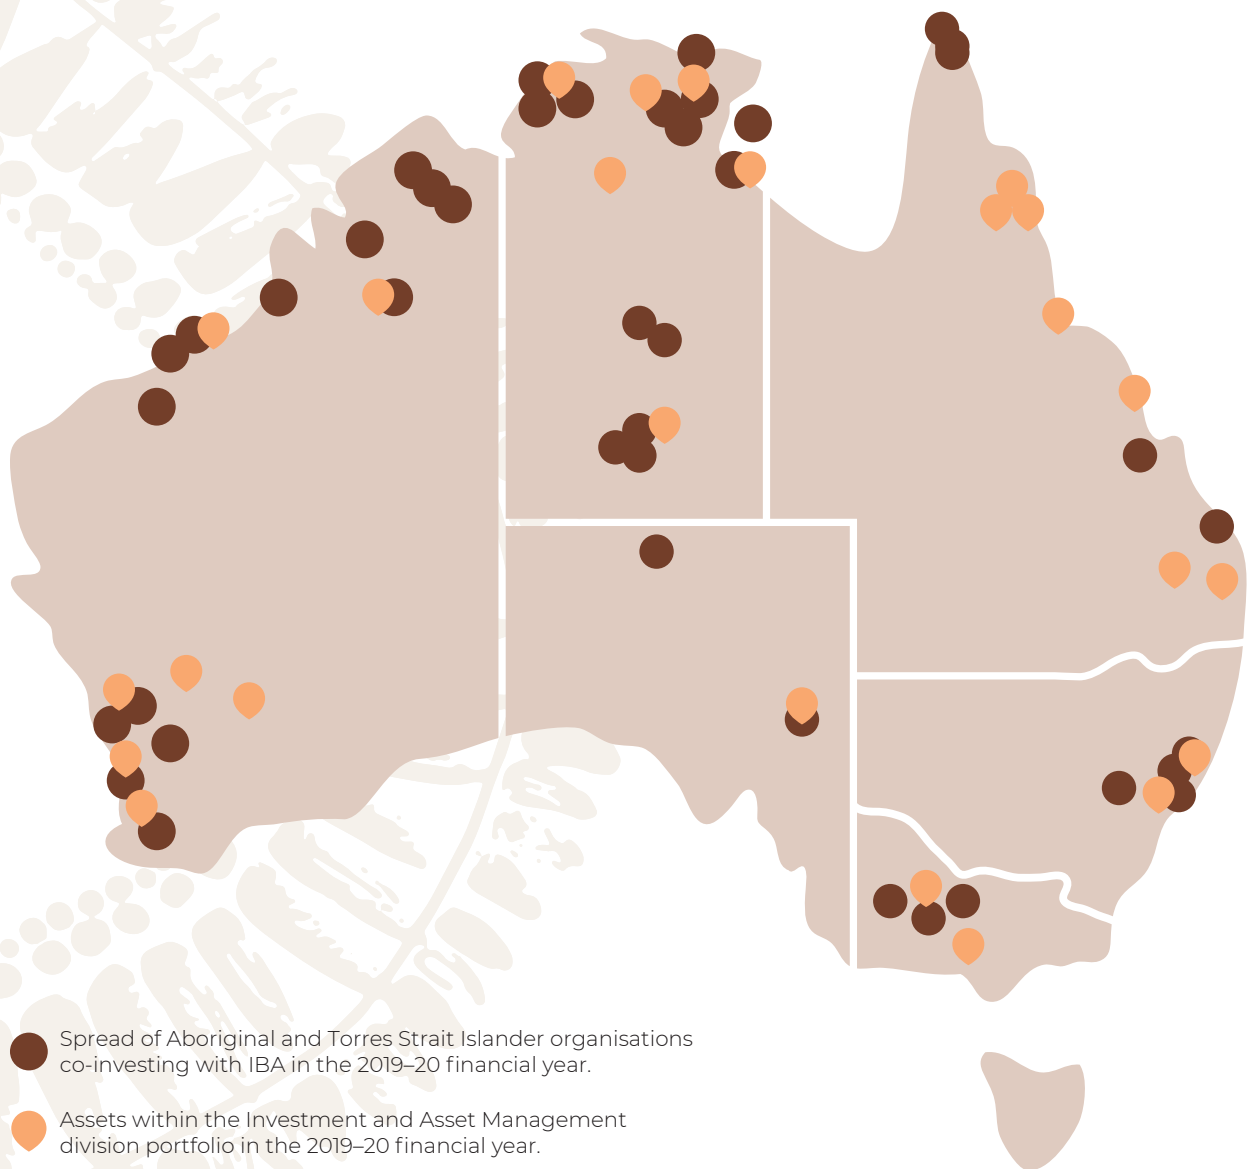 Spread of Aboriginal and Torres Strait Islander organisations
co-investing with IBA in the 2019–20 financial year.
Assets within the Investment and Asset Management
division portfolio in the 2019–20 financial year.